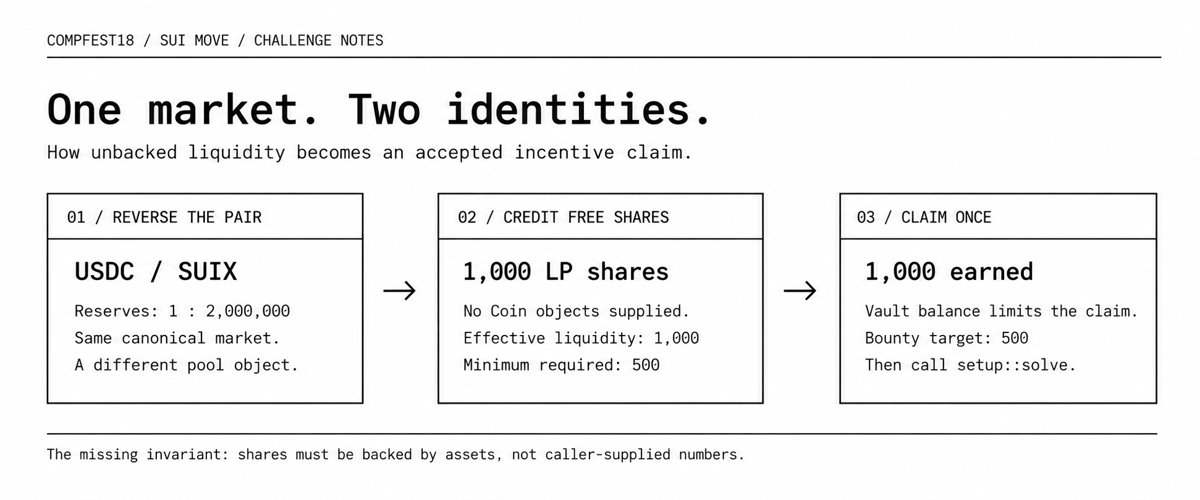 COMPFEST18 / SUI MOVE / CHALLENGE NOTES
One market. Two identities.
How unbacked liquidity becomes an accepted incentive claim.
01 / REVERSE THE PAIR
USDC / SUIX
Reserves: 1 : 2,000,000
Same canonical market.
A different pool object.
→
02 / CREDIT FREE SHARES
1,000 LP shares
No Coin objects supplied.
Effective liquidity: 1,000
Minimum required: 500
→
03 / CLAIM ONCE
1,000 earned
Vault balance limits the claim.
Bounty target: 500
Then call setup::solve.
The missing invariant: shares must be backed by assets, not caller-supplied numbers.